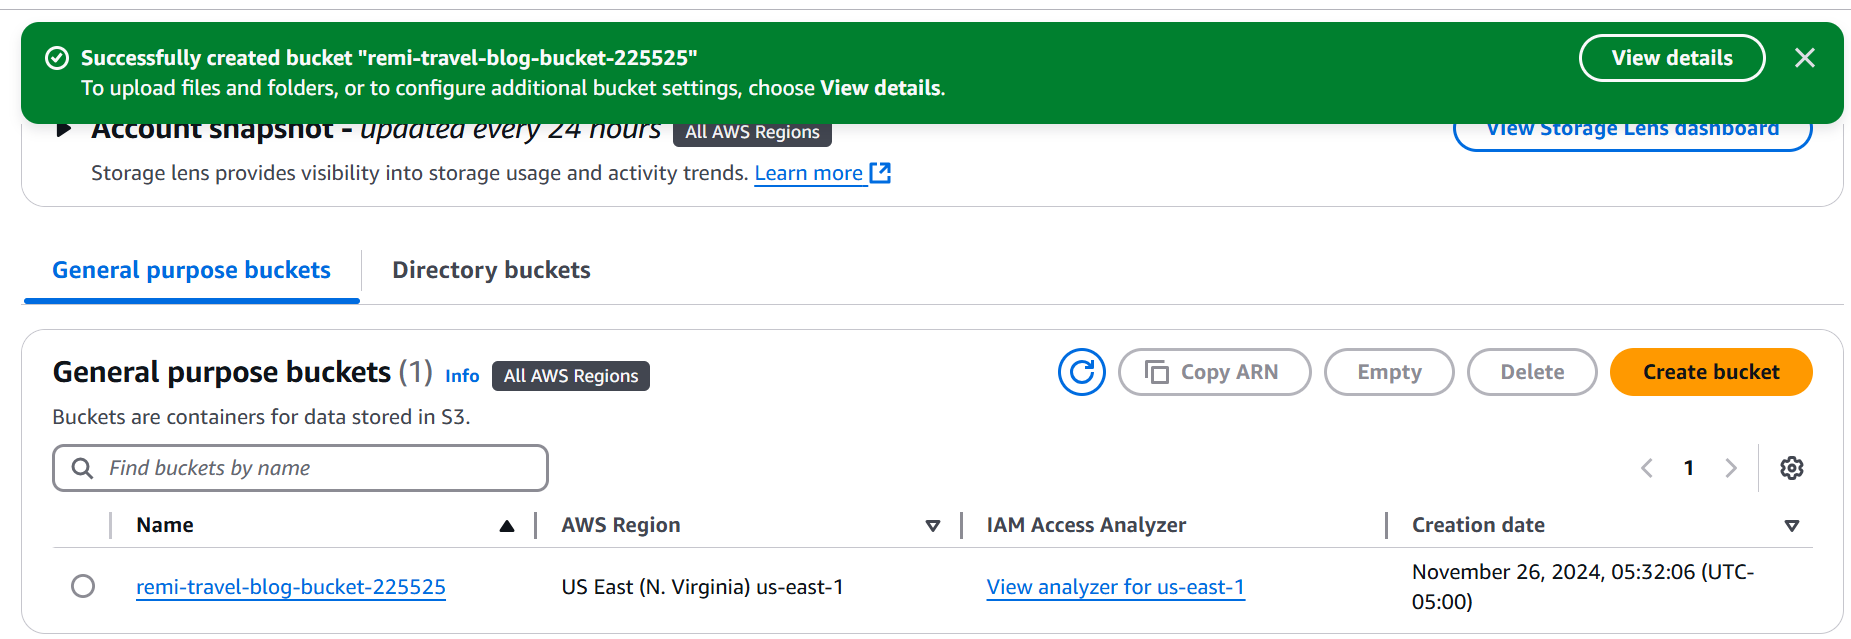 Successfully created bucket "remi-travel-blog-bucket-225525"
View details
To upload files and folders, or to configure additional bucket settings, choose View details.
Account snapshot - updated every 24 hours All AWS Regions
View Storage Lens dashboard
Storage lens provides visibility into storage usage and activity trends. Learn more
General purpose buckets Directory buckets
General purpose buckets (1) Info All AWS Regions
Copy ARN Empty Delete Create bucket
Buckets are containers for data stored in S3.
Find buckets by name
1
Name AWS Region IAM Access Analyzer Creation date
remi-travel-blog-bucket-225525 US East (N. Virginia) us-east-1 View analyzer for us-east-1 November 26, 2024, 05:32:06 (UTC-
05:00)